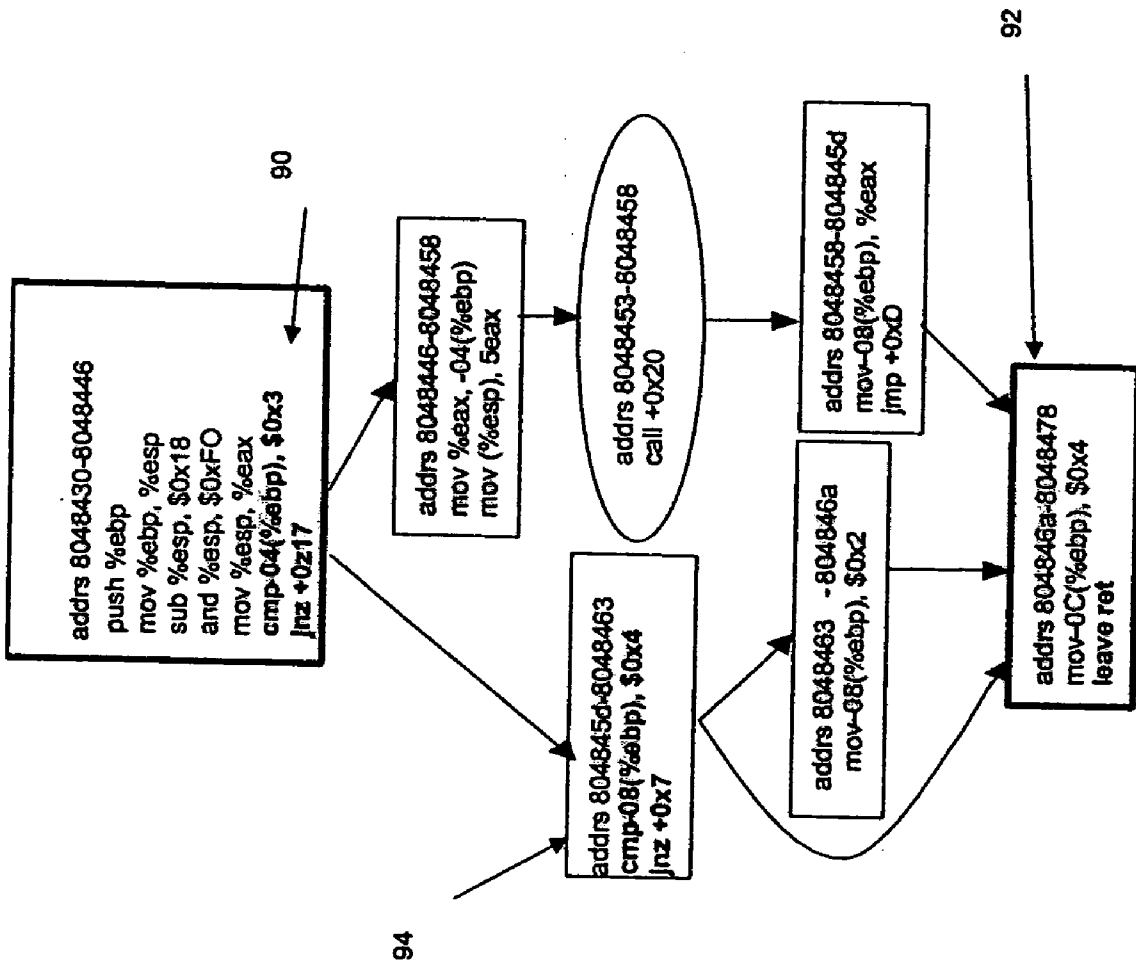 addrs 8048430-8048446
push %ebp
mov %ebp, %esp
sub %esp, $0x18
and %esp, $0xFO
mov %esp, %eax
cmp-04(%ebp), $0x3
jnz +0z17
90
addrs 8048446-8048458
mov %eax, -04(%ebp)
mov (%esp), 5eax
addrs 8048453-8048458
call +0x20
94
addrs 804845d-8048463
cmp-08(%ebp), $0x4
jnz +0x7
addrs 8048463 -804846a
mov-08(%ebp), $0x2
addrs 8048458-804845d
mov-08(%ebp), %eax
jmp +0xD
92
addrs 804846a-8048478
mov-0C(%ebp), $0x4
leave ret